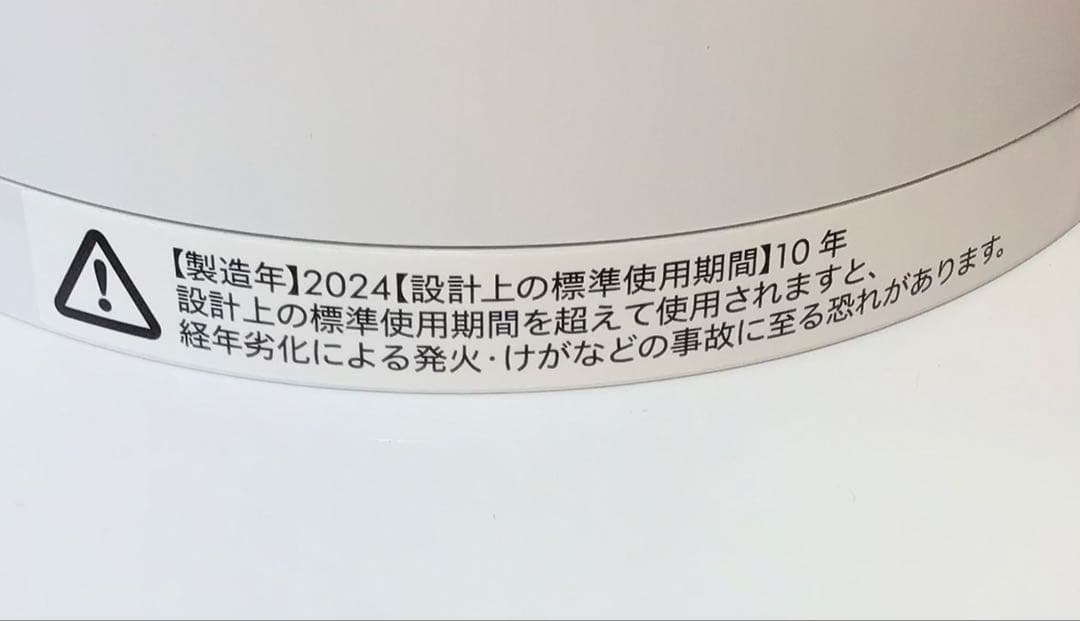 【製造年】2024【設計上の標準使用期間】10 年
設計上の標準使用期間を超えて使用されますと、
経年劣化による発火・けがなどの事故に至る恐れがあります。